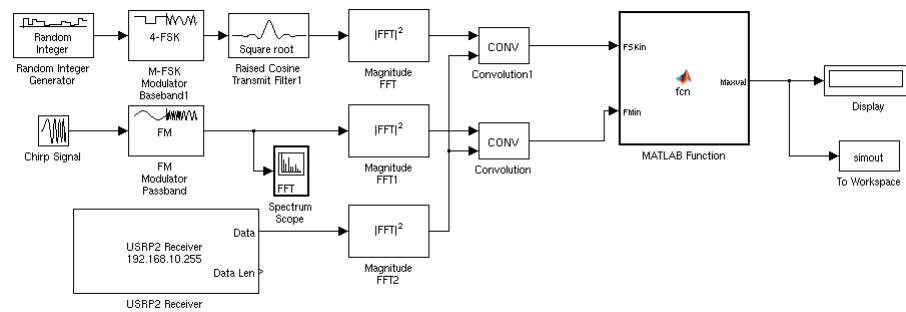 Random
Integer
Random Integer
Generator
4-FSK
M-FSK
Modulator
Baseband1
Square root
Raised Cosine
Transmit Filter1
|FFT|²
Magnitude
FFT
CONV
Convolution1
FSKin
FMin
fcn
Maxval
MATLAB Function
Display
simout
To Workspace
Chirp Signal
FM
FM
Modulator
Passband
FFT
Spectrum
Scope
|FFT|²
Magnitude
FFT1
CONV
Convolution
USRP2 Receiver
192.168.10.255
Data
Data Len
USRP2 Receiver
|FFT|²
Magnitude
FFT2